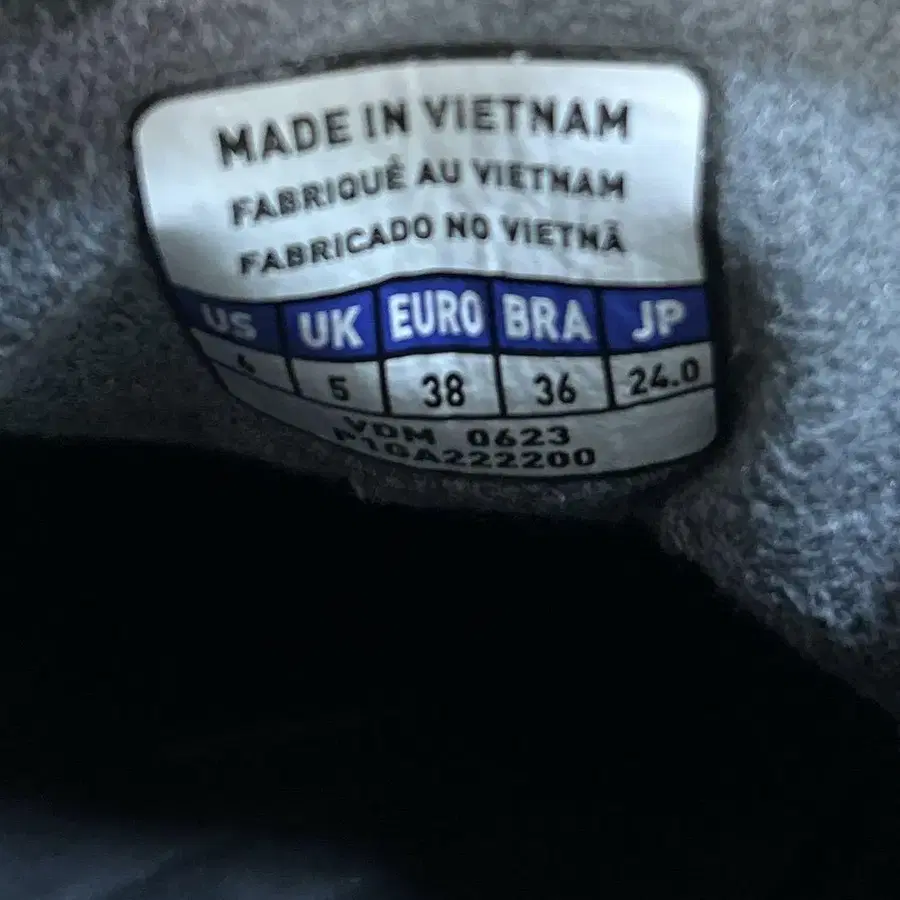 MADE IN VIETNAM
FABRIQUÉ AU VIETNAM
FABRICADO NO VIETNÃ
US UK EURO BRA JP
6 5 38 36 24.0
VDM 0623
P1GA222200